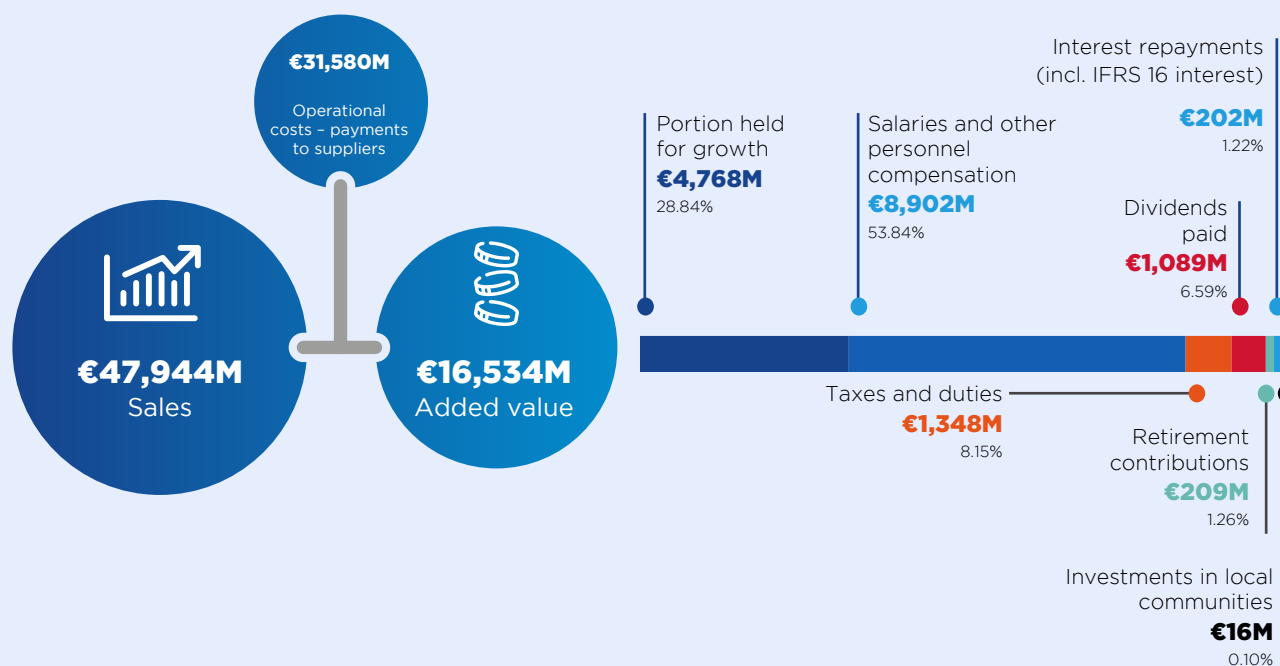 €31,580M
Operational
costs – payments
to suppliers
€47,944M
Sales
€16,534M
Added value
Portion held
for growth
€4,768M
28.84%
Salaries and other
personnel
compensation
€8,902M
53.84%
Interest repayments
(incl. IFRS 16 interest)
€202M
1.22%
Dividends
paid
€1,089M
6.59%
Taxes and duties
€1,348M
8.15%
Retirement
contributions
€209M
1.26%
Investments in local
communities
€16M
0.10%